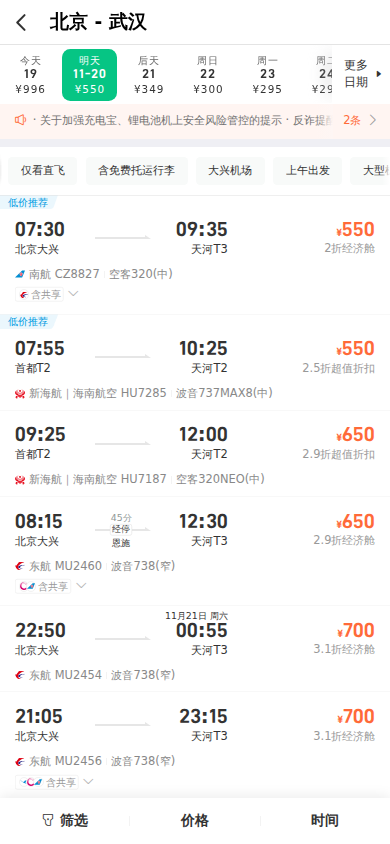 北京 - 武汉
今天 明天 后天 周日 周一 周二 更多
19 11-20 21 22 23 24 日期
¥996 ¥550 ¥349 ¥300 ¥295 ¥29
· 关于加强充电宝、锂电池机上安全风险管控的提示 · 反诈提醒 2条
仅看直飞 含免费托运行李 大兴机场 上午出发 大型机
低价推荐
07:30 09:35 ¥550
北京大兴 天河T3 2折经济舱
南航 CZ8827 空客320(中)
含共享
低价推荐
07:55 10:25 ¥550
首都T2 天河T2 2.5折超值折扣
新海航｜海南航空 HU7285 波音737MAX8(中)
09:25 12:00 ¥650
首都T2 天河T2 2.9折超值折扣
新海航｜海南航空 HU7187 空客320NEO(中)
45分
08:15 经停 12:30 ¥650
北京大兴 恩施 天河T3 2.9折经济舱
东航 MU2460 波音738(窄)
含共享
11月21日 周六
22:50 00:55 ¥700
北京大兴 天河T3 3.1折经济舱
东航 MU2454 波音738(窄)
21:05 23:15 ¥700
北京大兴 天河T3 3.1折经济舱
东航 MU2456 波音738(窄)
含共享
筛选 价格 时间